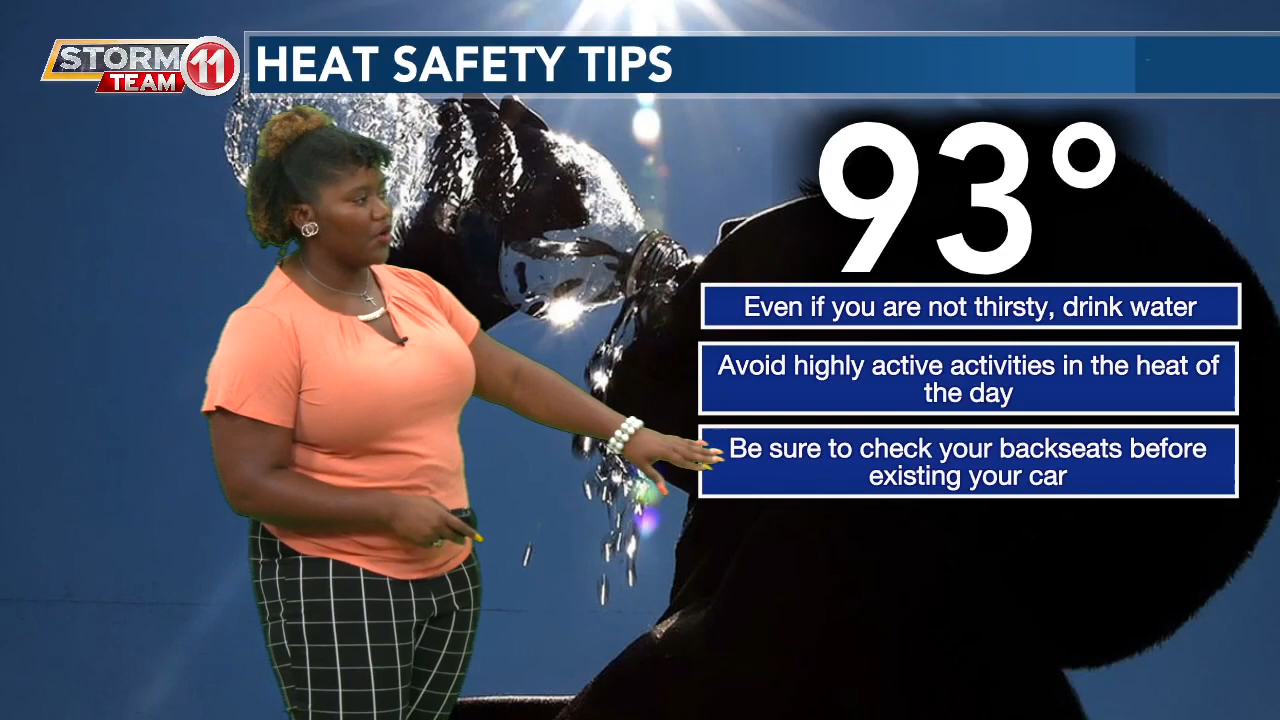 STORM
TEAM 11
HEAT SAFETY TIPS
93°
Even if you are not thirsty, drink water
Avoid highly active activities in the heat of
the day
Be sure to check your backseats before
existing your car